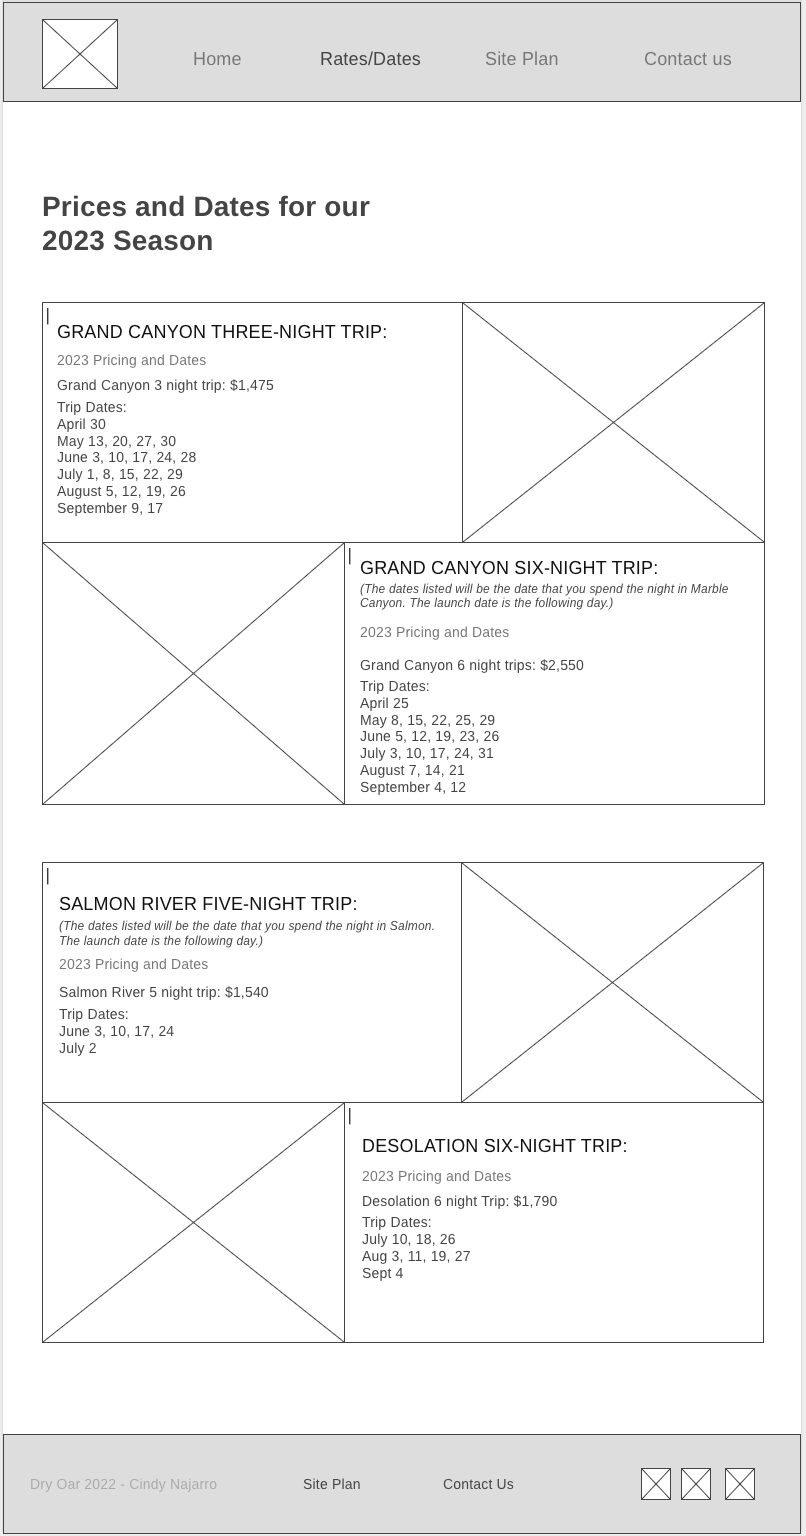 Home Rates/Dates Site Plan Contact us
Prices and Dates for our
2023 Season
GRAND CANYON THREE-NIGHT TRIP:
2023 Pricing and Dates
Grand Canyon 3 night trip: $1,475
Trip Dates:
April 30
May 13, 20, 27, 30
June 3, 10, 17, 24, 28
July 1, 8, 15, 22, 29
August 5, 12, 19, 26
September 9, 17
GRAND CANYON SIX-NIGHT TRIP:
(The dates listed will be the date that you spend the night in Marble
Canyon. The launch date is the following day.)
2023 Pricing and Dates
Grand Canyon 6 night trips: $2,550
Trip Dates:
April 25
May 8, 15, 22, 25, 29
June 5, 12, 19, 23, 26
July 3, 10, 17, 24, 31
August 7, 14, 21
September 4, 12
SALMON RIVER FIVE-NIGHT TRIP:
(The dates listed will be the date that you spend the night in Salmon.
The launch date is the following day.)
2023 Pricing and Dates
Salmon River 5 night trip: $1,540
Trip Dates:
June 3, 10, 17, 24
July 2
DESOLATION SIX-NIGHT TRIP:
2023 Pricing and Dates
Desolation 6 night Trip: $1,790
Trip Dates:
July 10, 18, 26
Aug 3, 11, 19, 27
Sept 4
Dry Oar 2022 - Cindy Najarro Site Plan Contact Us